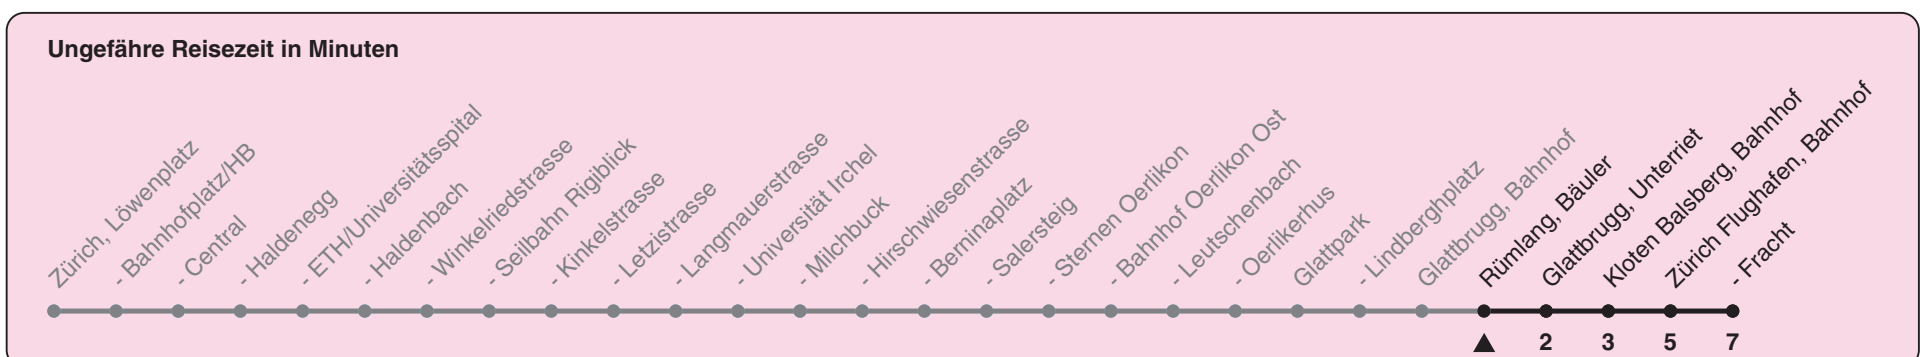 Ungefähre Reisezeit in Minuten
Zürich, Löwenplatz
- Bahnhofplatz/HB
- Central
- Haldenegg
- ETH/Universitätsspital
- Haldenbach
- Winkelriedstrasse
- Seilbahn Rigiblick
- Kinkelstrasse
- Letzistrasse
- Langmauerstrasse
- Universität Irchel
- Milchbuck
- Hirschwiesenstrasse
- Berninaplatz
- Salersteig
- Sternen Oerlikon
- Bahnhof Oerlikon Ost
- Leutschenbach
- Oerlikerhus
Glattpark
- Lindberghplatz
Glattbrugg, Bahnhof
Rümlang, Bäuler
Glattbrugg, Unterriet
Kloten Balsberg, Bahnhof
Zürich Flughafen, Bahnhof
- Fracht
2 3 5 7